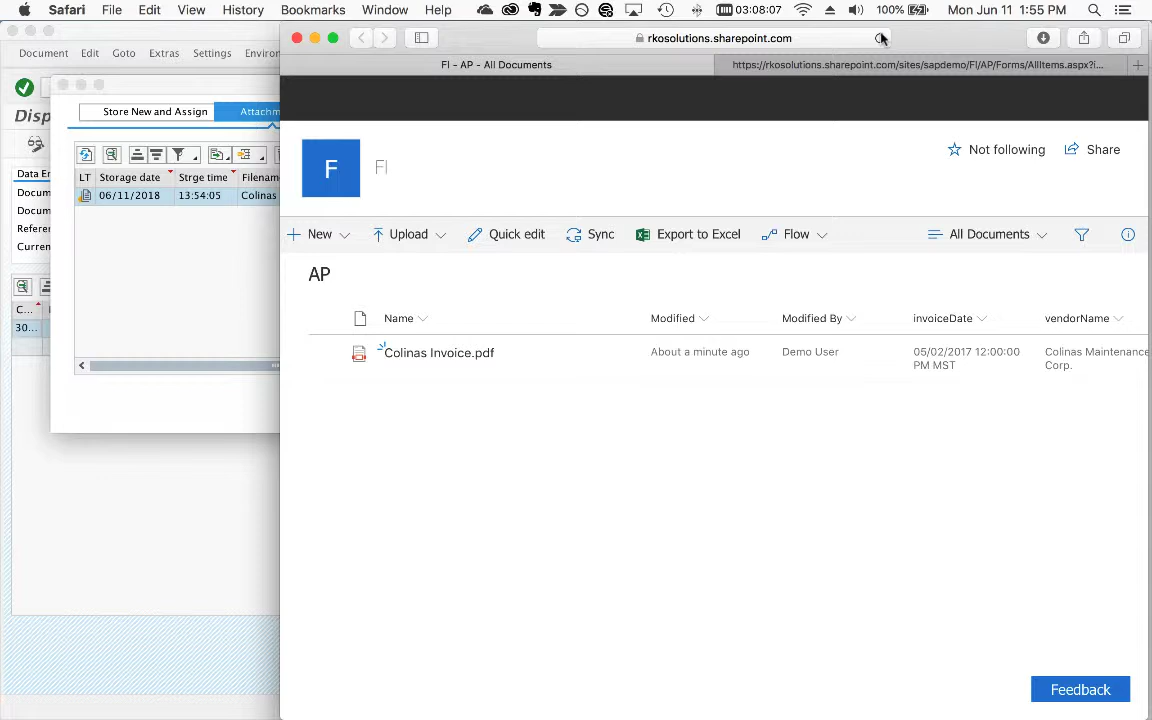 Safari File Edit View History Bookmarks Window Help 03:08:07 100% Mon Jun 11 1:55 PM
Document Edit Goto Extras Settings
rkosolutions.sharepoint.com
FI - AP - All Documents
https://rkosolutions.sharepoint.com/sites/sapdemo/FI/AP/Forms/AllItems.aspx?i...
Store New and Assign
LT Storage date Strge time
06/11/2018 13:54:05 Colinas
30...
F
FI
Not following Share
New Upload Quick edit Sync Export to Excel Flow All Documents
AP
Name Modified Modified By invoiceDate vendorName
Colinas Invoice.pdf About a minute ago Demo User 05/02/2017 12:00:00 Colinas Maintenance
PM MST Corp.
Feedback